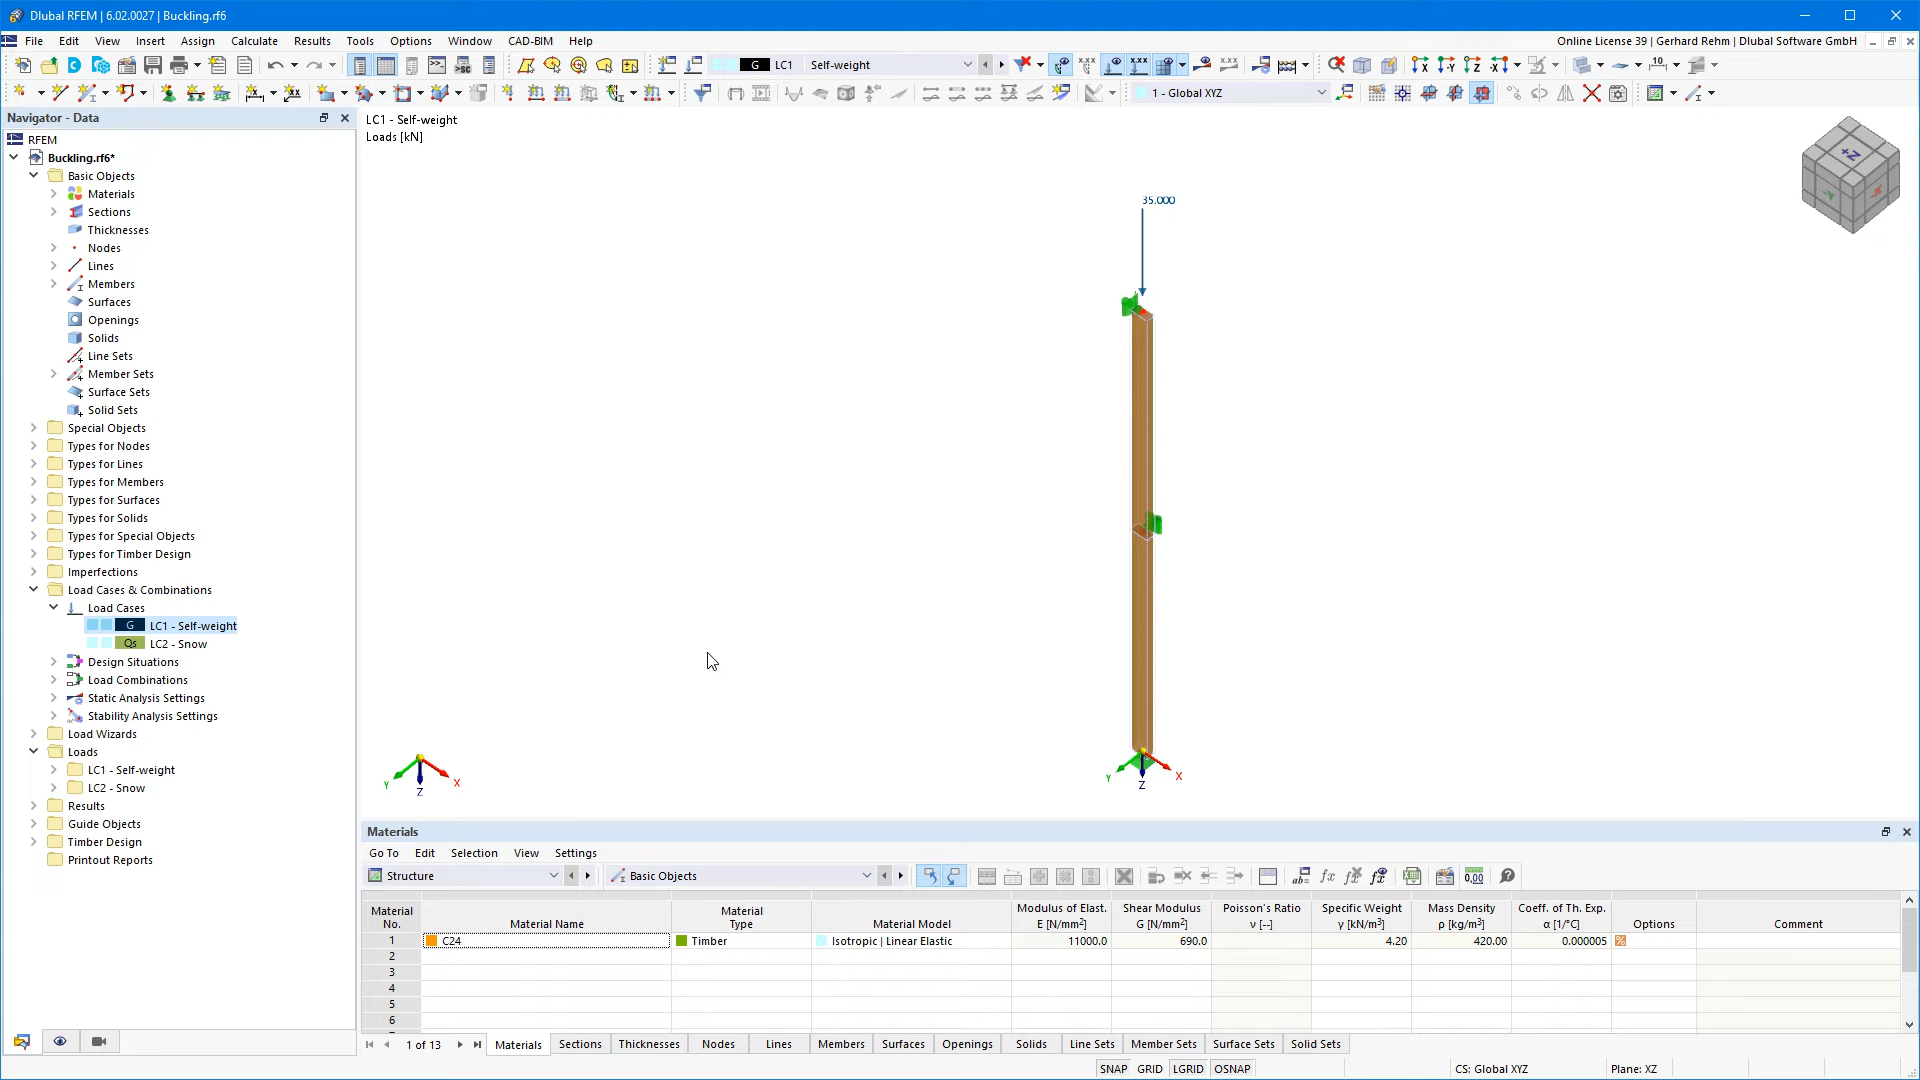 Dlubal RFEM | 6.02.0027 | Buckling.rf6
File Edit View Insert Assign Calculate Results Tools Options Window CAD-BIM Help
Online License 39 | Gerhard Rehm | Dlubal Software GmbH
G LC1 Self-weight
1 - Global XYZ
Navigator - Data
RFEM
Buckling.rf6*
Basic Objects
Materials
Sections
Thicknesses
Nodes
Lines
Members
Surfaces
Openings
Solids
Line Sets
Member Sets
Surface Sets
Solid Sets
Special Objects
Types for Nodes
Types for Lines
Types for Members
Types for Surfaces
Types for Solids
Types for Special Objects
Types for Timber Design
Imperfections
Load Cases & Combinations
Load Cases
G LC1 - Self-weight
Qs LC2 - Snow
Design Situations
Load Combinations
Static Analysis Settings
Stability Analysis Settings
Load Wizards
Loads
LC1 - Self-weight
LC2 - Snow
Results
Guide Objects
Timber Design
Printout Reports
LC1 - Self-weight
Loads [kN]
35.000
+Z
-Y
X
Y
Z
X
Y
Z
X
Materials
Go To Edit Selection View Settings
Structure
Basic Objects
Material No. Material Name Material Type Material Model Modulus of Elast. E [N/mm²] Shear Modulus G [N/mm²] Poisson's Ratio ν [--] Specific Weight γ [kN/m³] Mass Density ρ [kg/m³] Coeff. of Th. Exp. α [1/°C] Options Comment
1 C24 Timber Isotropic | Linear Elastic 11000.0 690.0 4.20 420.00 0.000005
2
3
4
5
6
1 of 13 Materials Sections Thicknesses Nodes Lines Members Surfaces Openings Solids Line Sets Member Sets Surface Sets Solid Sets
SNAP GRID LGRID OSNAP CS: Global XYZ Plane: XZ